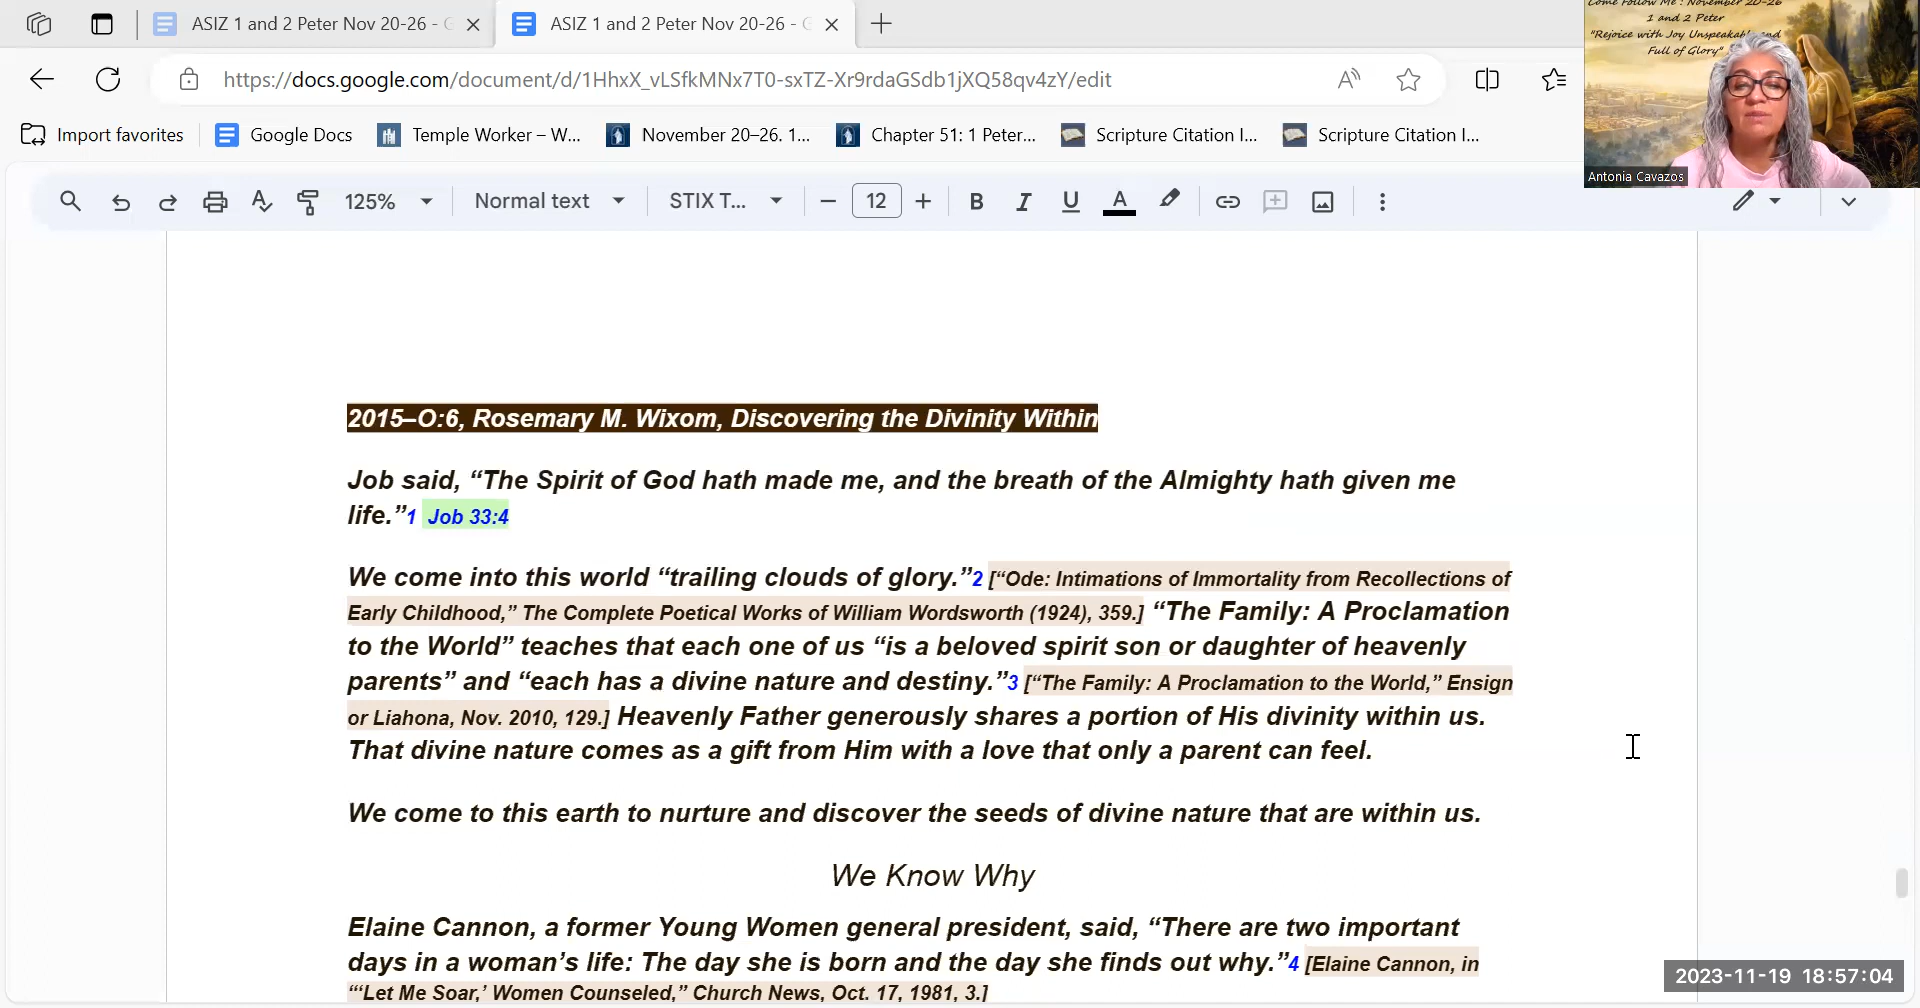 ASIZ 1 and 2 Peter Nov 20-26 - G
ASIZ 1 and 2 Peter Nov 20-26 - G
https://docs.google.com/document/d/1HhxX_vLSfkMNx7T0-sxTZ-Xr9rdaGSdb1jXQ58qv4zY/edit
Import favorites
Google Docs
Temple Worker – W...
November 20–26. 1...
Chapter 51: 1 Peter...
Scripture Citation I...
Scripture Citation I...
Come Follow Me : November 20-26
1 and 2 Peter
"Rejoice with Joy Unspeakable and
Full of Glory"
Antonia Cavazos
125%
Normal text
STIX T...
12
2015–O:6, Rosemary M. Wixom, Discovering the Divinity Within
Job said, “The Spirit of God hath made me, and the breath of the Almighty hath given me
life.”1 Job 33:4
We come into this world “trailing clouds of glory.”2 [“Ode: Intimations of Immortality from Recollections of
Early Childhood,” The Complete Poetical Works of William Wordsworth (1924), 359.] “The Family: A Proclamation
to the World” teaches that each one of us “is a beloved spirit son or daughter of heavenly
parents” and “each has a divine nature and destiny.”3 [“The Family: A Proclamation to the World,” Ensign
or Liahona, Nov. 2010, 129.] Heavenly Father generously shares a portion of His divinity within us.
That divine nature comes as a gift from Him with a love that only a parent can feel.
We come to this earth to nurture and discover the seeds of divine nature that are within us.
We Know Why
Elaine Cannon, a former Young Women general president, said, “There are two important
days in a woman’s life: The day she is born and the day she finds out why.”4 [Elaine Cannon, in
“‘Let Me Soar,’ Women Counseled,” Church News, Oct. 17, 1981, 3.]
2023-11-19 18:57:04